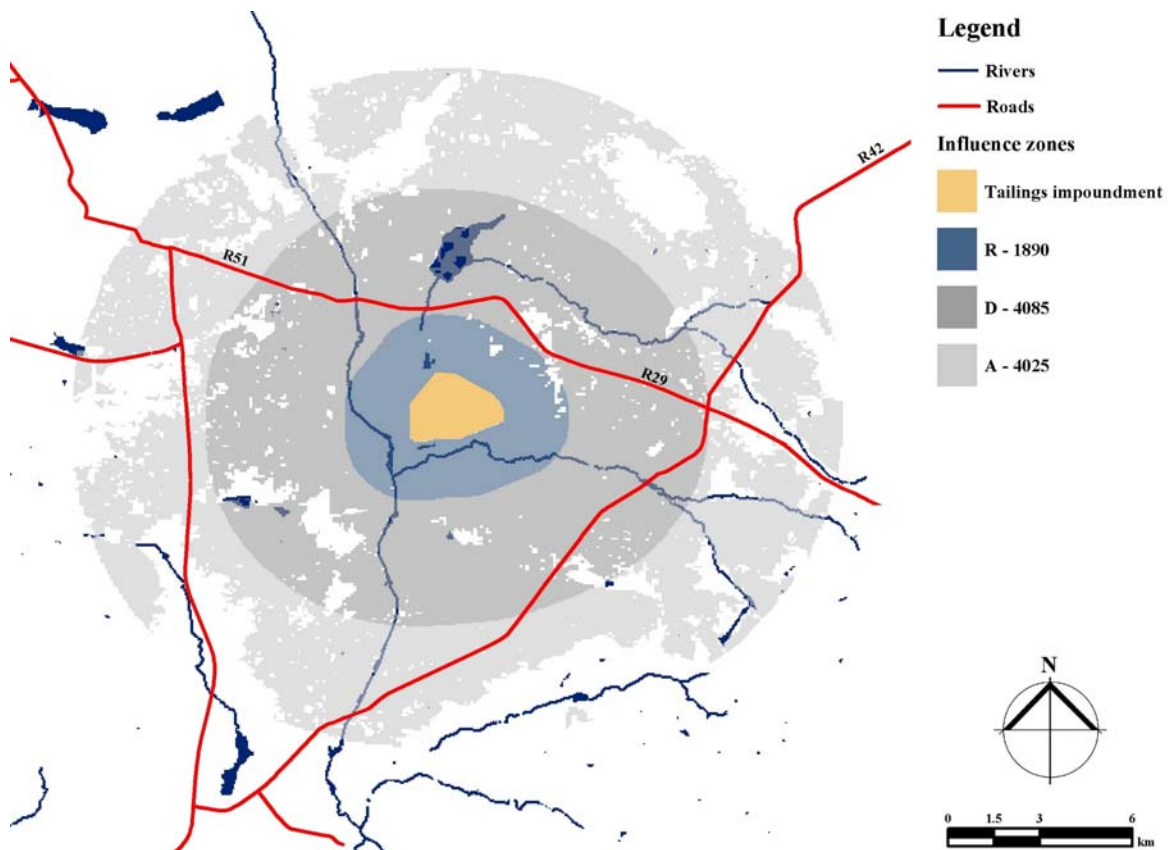 Legend
Rivers
Roads
Influence zones
Tailings impoundment
R - 1890
D - 4085
A - 4025
R42
R51
R29
N
0 1.5 3 6
km